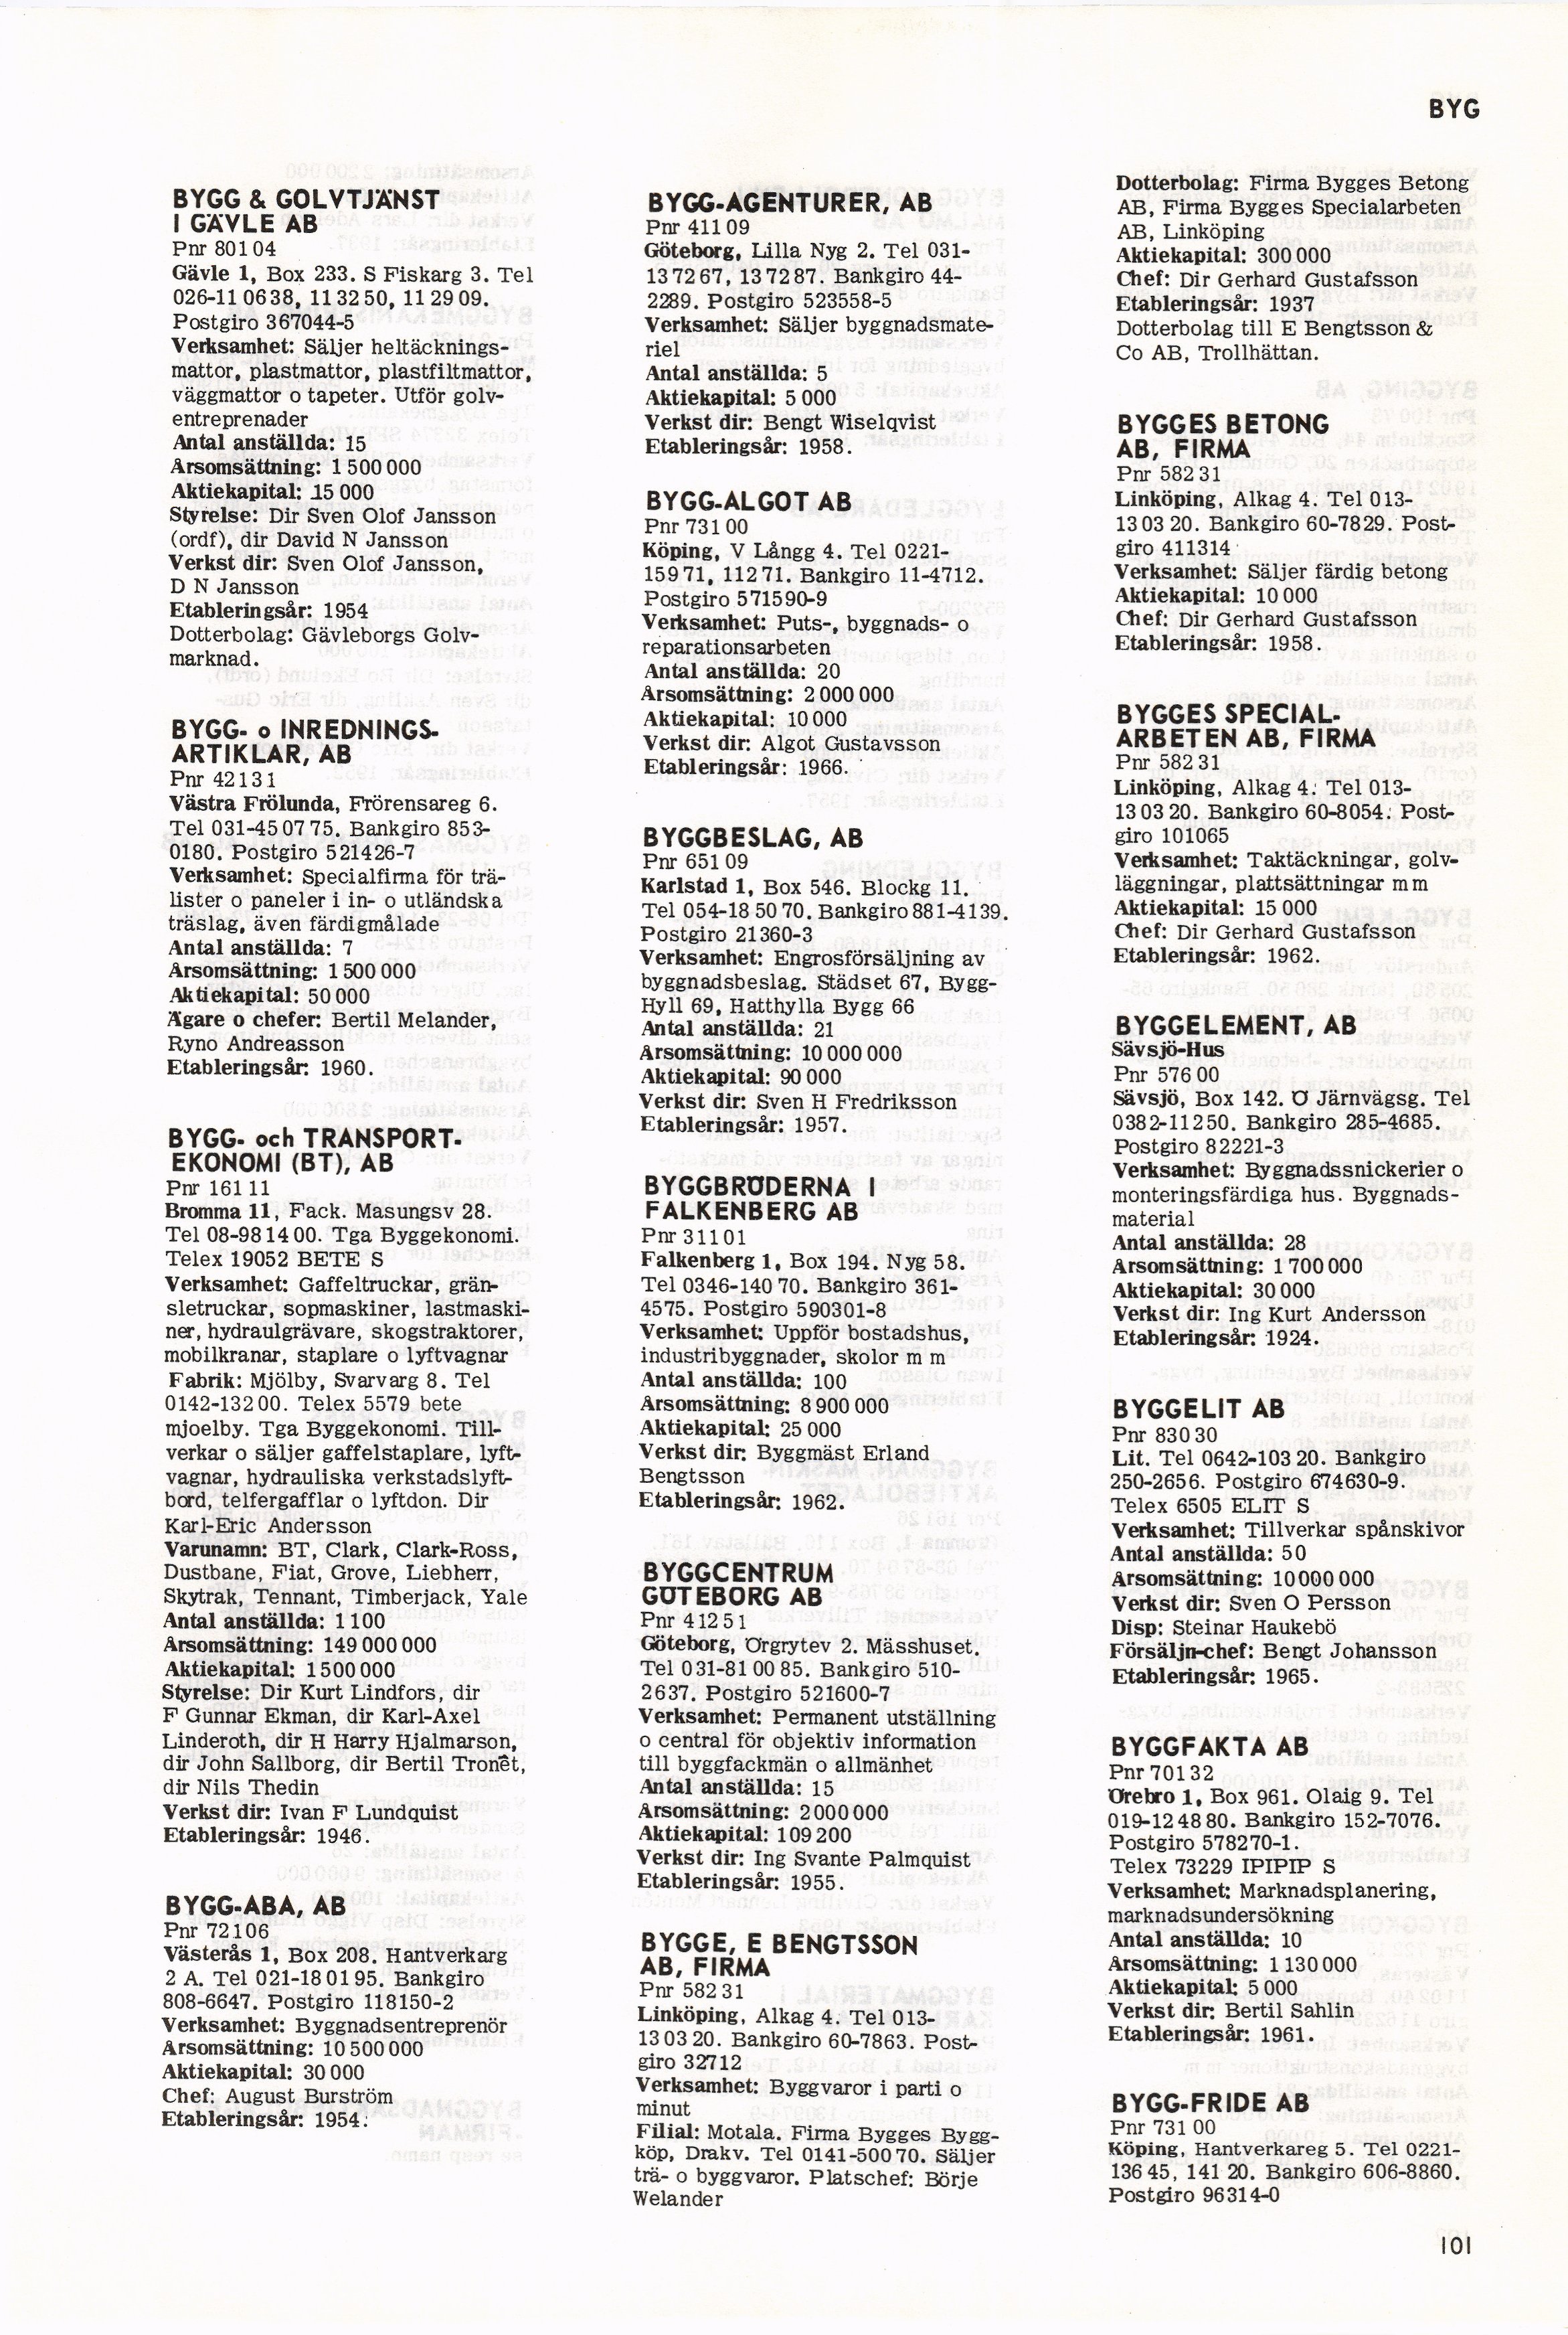 BYG
BYGG & GOLVTJÄNST
I GÄVLE AB
Pnr 801 04
Gävle 1, Box 233. S Fiskarg 3. Tel
026-11 06 38, 11 32 50, 11 29 09.
Postgiro 367044-5
Verksamhet: Säljer heltäcknings-
mattor, plastmattor, plastfiltmattor,
väggmattor o tapeter. Utför golv-
entreprenader
Antal anställda: 15
Årsomsättning: 1 500 000
Aktiekapital: 15 000
Styrelse: Dir Sven Olof Jansson
(ordf), dir David N Jansson
Verkst dir: Sven Olof Jansson,
D N Jansson
Etableringsår: 1954
Dotterbolag: Gävleborgs Golv-
marknad.
BYGG- o INREDNINGS-
ARTIKLAR, AB
Pnr 421 31
Västra Frölunda, Frörensareg 6.
Tel 031-45 07 75. Bankgiro 853-
0180. Postgiro 521426-7
Verksamhet: Specialfirma för trä-
lister o paneler i in- o utländska
träslag, även färdigmålade
Antal anställda: 7
Årsomsättning: 1 500 000
Aktiekapital: 50 000
Ägare o chefer: Bertil Melander,
Ryno Andreasson
Etableringsår: 1960.
BYGG- och TRANSPORT-
EKONOMI (BT), AB
Pnr 161 11
Bromma 11, Fack. Masungsv 28.
Tel 08-98 14 00. Tga Byggekonomi.
Telex 19052 BETE S
Verksamhet: Gaffeltruckar, grän-
sletruckar, sopmaskiner, lastmaski-
ner, hydraulgrävare, skogstraktorer,
mobilkranar, staplare o lyftvagnar
Fabrik: Mjölby, Svarvarg 8. Tel
0142-132 00. Telex 5579 bete
mjoelby. Tga Byggekonomi. Till-
verkar o säljer gaffelstaplare, lyft-
vagnar, hydrauliska verkstadslyft-
bord, telfergafflar o lyftdon. Dir
Karl-Eric Andersson
Varunamn: BT, Clark, Clark-Ross,
Dustbane, Fiat, Grove, Liebherr,
Skytrak, Tennant, Timberjack, Yale
Antal anställda: 1 100
Årsomsättning: 149 000 000
Aktiekapital: 1 500 000
Styrelse: Dir Kurt Lindfors, dir
F Gunnar Ekman, dir Karl-Axel
Linderoth, dir H Harry Hjalmarson,
dir John Sallborg, dir Bertil Tronêt,
dir Nils Thedin
Verkst dir: Ivan F Lundquist
Etableringsår: 1946.
BYGG-ABA, AB
Pnr 721 06
Västerås 1, Box 208. Hantverkarg
2 A. Tel 021-18 01 95. Bankgiro
808-6647. Postgiro 118150-2
Verksamhet: Byggnadsentreprenör
Årsomsättning: 10 500 000
Aktiekapital: 30 000
Chef: August Burström
Etableringsår: 1954.
BYGG-AGENTURER, AB
Pnr 411 09
Göteborg, Lilla Nyg 2. Tel 031-
13 72 67, 13 72 87. Bankgiro 44-
2289. Postgiro 523558-5
Verksamhet: Säljer byggnadsmate-
riel
Antal anställda: 5
Aktiekapital: 5 000
Verkst dir: Bengt Wiselqvist
Etableringsår: 1958.
BYGG-ALGOT AB
Pnr 731 00
Köping, V Långg 4. Tel 0221-
159 71, 112 71. Bankgiro 11-4712.
Postgiro 571590-9
Verksamhet: Puts-, byggnads- o
reparationsarbeten
Antal anställda: 20
Årsomsättning: 2 000 000
Aktiekapital: 10 000
Verkst dir: Algot Gustavsson
Etableringsår: 1966.
BYGGBESLAG, AB
Pnr 651 09
Karlstad 1, Box 546. Blockg 11.
Tel 054-18 50 70. Bankgiro 881-4139.
Postgiro 21360-3
Verksamhet: Engrosförsäljning av
byggnadsbeslag. Städset 67, Bygg-
Hyll 69, Hatthylla Bygg 66
Antal anställda: 21
Årsomsättning: 10 000 000
Aktiekapital: 90 000
Verkst dir: Sven H Fredriksson
Etableringsår: 1957.
BYGGBRÖDERNA I
FALKENBERG AB
Pnr 311 01
Falkenberg 1, Box 194. Nyg 58.
Tel 0346-140 70. Bankgiro 361-
4575. Postgiro 590301-8
Verksamhet: Uppför bostadshus,
industribyggnader, skolor m m
Antal anställda: 100
Årsomsättning: 8 900 000
Aktiekapital: 25 000
Verkst dir: Byggmäst Erland
Bengtsson
Etableringsår: 1962.
BYGGCENTRUM
GÖTEBORG AB
Pnr 412 51
Göteborg, Örgrytev 2. Mässhuset.
Tel 031-81 00 85. Bankgiro 510-
2637. Postgiro 521600-7
Verksamhet: Permanent utställning
o central för objektiv information
till byggfackmän o allmänhet
Antal anställda: 15
Årsomsättning: 2 000 000
Aktiekapital: 109 200
Verkst dir: Ing Svante Palmquist
Etableringsår: 1955.
BYGGE, E BENGTSSON
AB, FIRMA
Pnr 582 31
Linköping, Alkag 4. Tel 013-
13 03 20. Bankgiro 60-7863. Post-
giro 32712
Verksamhet: Byggvaror i parti o
minut
Filial: Motala. Firma Bygges Bygg-
köp, Drakv. Tel 0141-500 70. Säljer
trä- o byggvaror. Platschef: Börje
Welander
Dotterbolag: Firma Bygges Betong
AB, Firma Bygges Specialarbeten
AB, Linköping
Aktiekapital: 300 000
Chef: Dir Gerhard Gustafsson
Etableringsår: 1937
Dotterbolag till E Bengtsson &
Co AB, Trollhättan.
BYGGES BETONG
AB, FIRMA
Pnr 582 31
Linköping, Alkag 4. Tel 013-
13 03 20. Bankgiro 60-7829. Post-
giro 411314
Verksamhet: Säljer färdig betong
Aktiekapital: 10 000
Chef: Dir Gerhard Gustafsson
Etableringsår: 1958.
BYGGES SPECIAL-
ARBETEN AB, FIRMA
Pnr 582 31
Linköping, Alkag 4. Tel 013-
13 03 20. Bankgiro 60-8054. Post-
giro 101065
Verksamhet: Taktäckningar, golv-
läggningar, plattsättningar m m
Aktiekapital: 15 000
Chef: Dir Gerhard Gustafsson
Etableringsår: 1962.
BYGGELEMENT, AB
Sävsjö-Hus
Pnr 576 00
Sävsjö, Box 142. Ö Järnvägsg. Tel
0382-112 50. Bankgiro 285-4685.
Postgiro 82221-3
Verksamhet: Byggnadssnickerier o
monteringsfärdiga hus. Byggnads-
material
Antal anställda: 28
Årsomsättning: 1 700 000
Aktiekapital: 30 000
Verkst dir: Ing Kurt Andersson
Etableringsår: 1924.
BYGGELIT AB
Pnr 830 30
Lit. Tel 0642-103 20. Bankgiro
250-2656. Postgiro 674630-9.
Telex 6505 ELIT S
Verksamhet: Tillverkar spånskivor
Antal anställda: 50
Årsomsättning: 10 000 000
Verkst dir: Sven O Persson
Disp: Steinar Haukebö
Försäljn-chef: Bengt Johansson
Etableringsår: 1965.
BYGGFAKTA AB
Pnr 701 32
Örebro 1, Box 961. Olaig 9. Tel
019-12 48 80. Bankgiro 152-7076.
Postgiro 578270-1.
Telex 73229 IPIPIP S
Verksamhet: Marknadsplanering,
marknadsundersökning
Antal anställda: 10
Årsomsättning: 1 130 000
Aktiekapital: 5 000
Verkst dir: Bertil Sahlin
Etableringsår: 1961.
BYGG-FRIDE AB
Pnr 731 00
Köping, Hantverkareg 5. Tel 0221-
136 45, 141 20. Bankgiro 606-8860.
Postgiro 96314-0
101